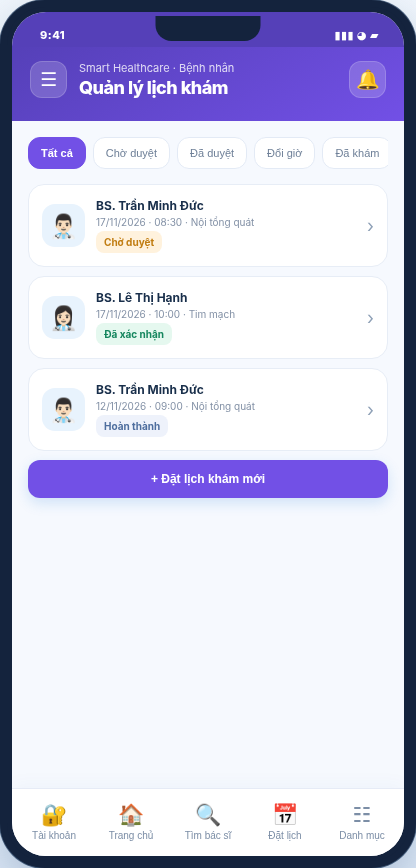 9:41
Smart Healthcare · Bệnh nhân
Quản lý lịch khám
Tất cả
Chờ duyệt
Đã duyệt
Đổi giờ
Đã khám
BS. Trần Minh Đức
17/11/2026 · 08:30 · Nội tổng quát
Chờ duyệt
BS. Lê Thị Hạnh
17/11/2026 · 10:00 · Tim mạch
Đã xác nhận
BS. Trần Minh Đức
12/11/2026 · 09:00 · Nội tổng quát
Hoàn thành
+ Đặt lịch khám mới
Tài khoản
Trang chủ
Tìm bác sĩ
Đặt lịch
Danh mục